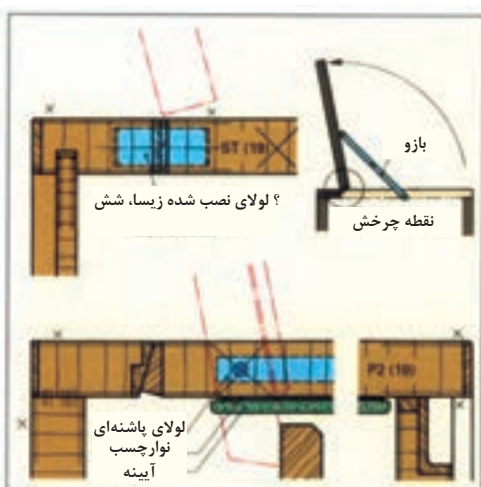 ST (19)
بازو
؟ لولای نصب شده زیسا، شش
نقطه چرخش
P2 (19)
لولای پاشنه‌ای
نوارچسب
آیینه